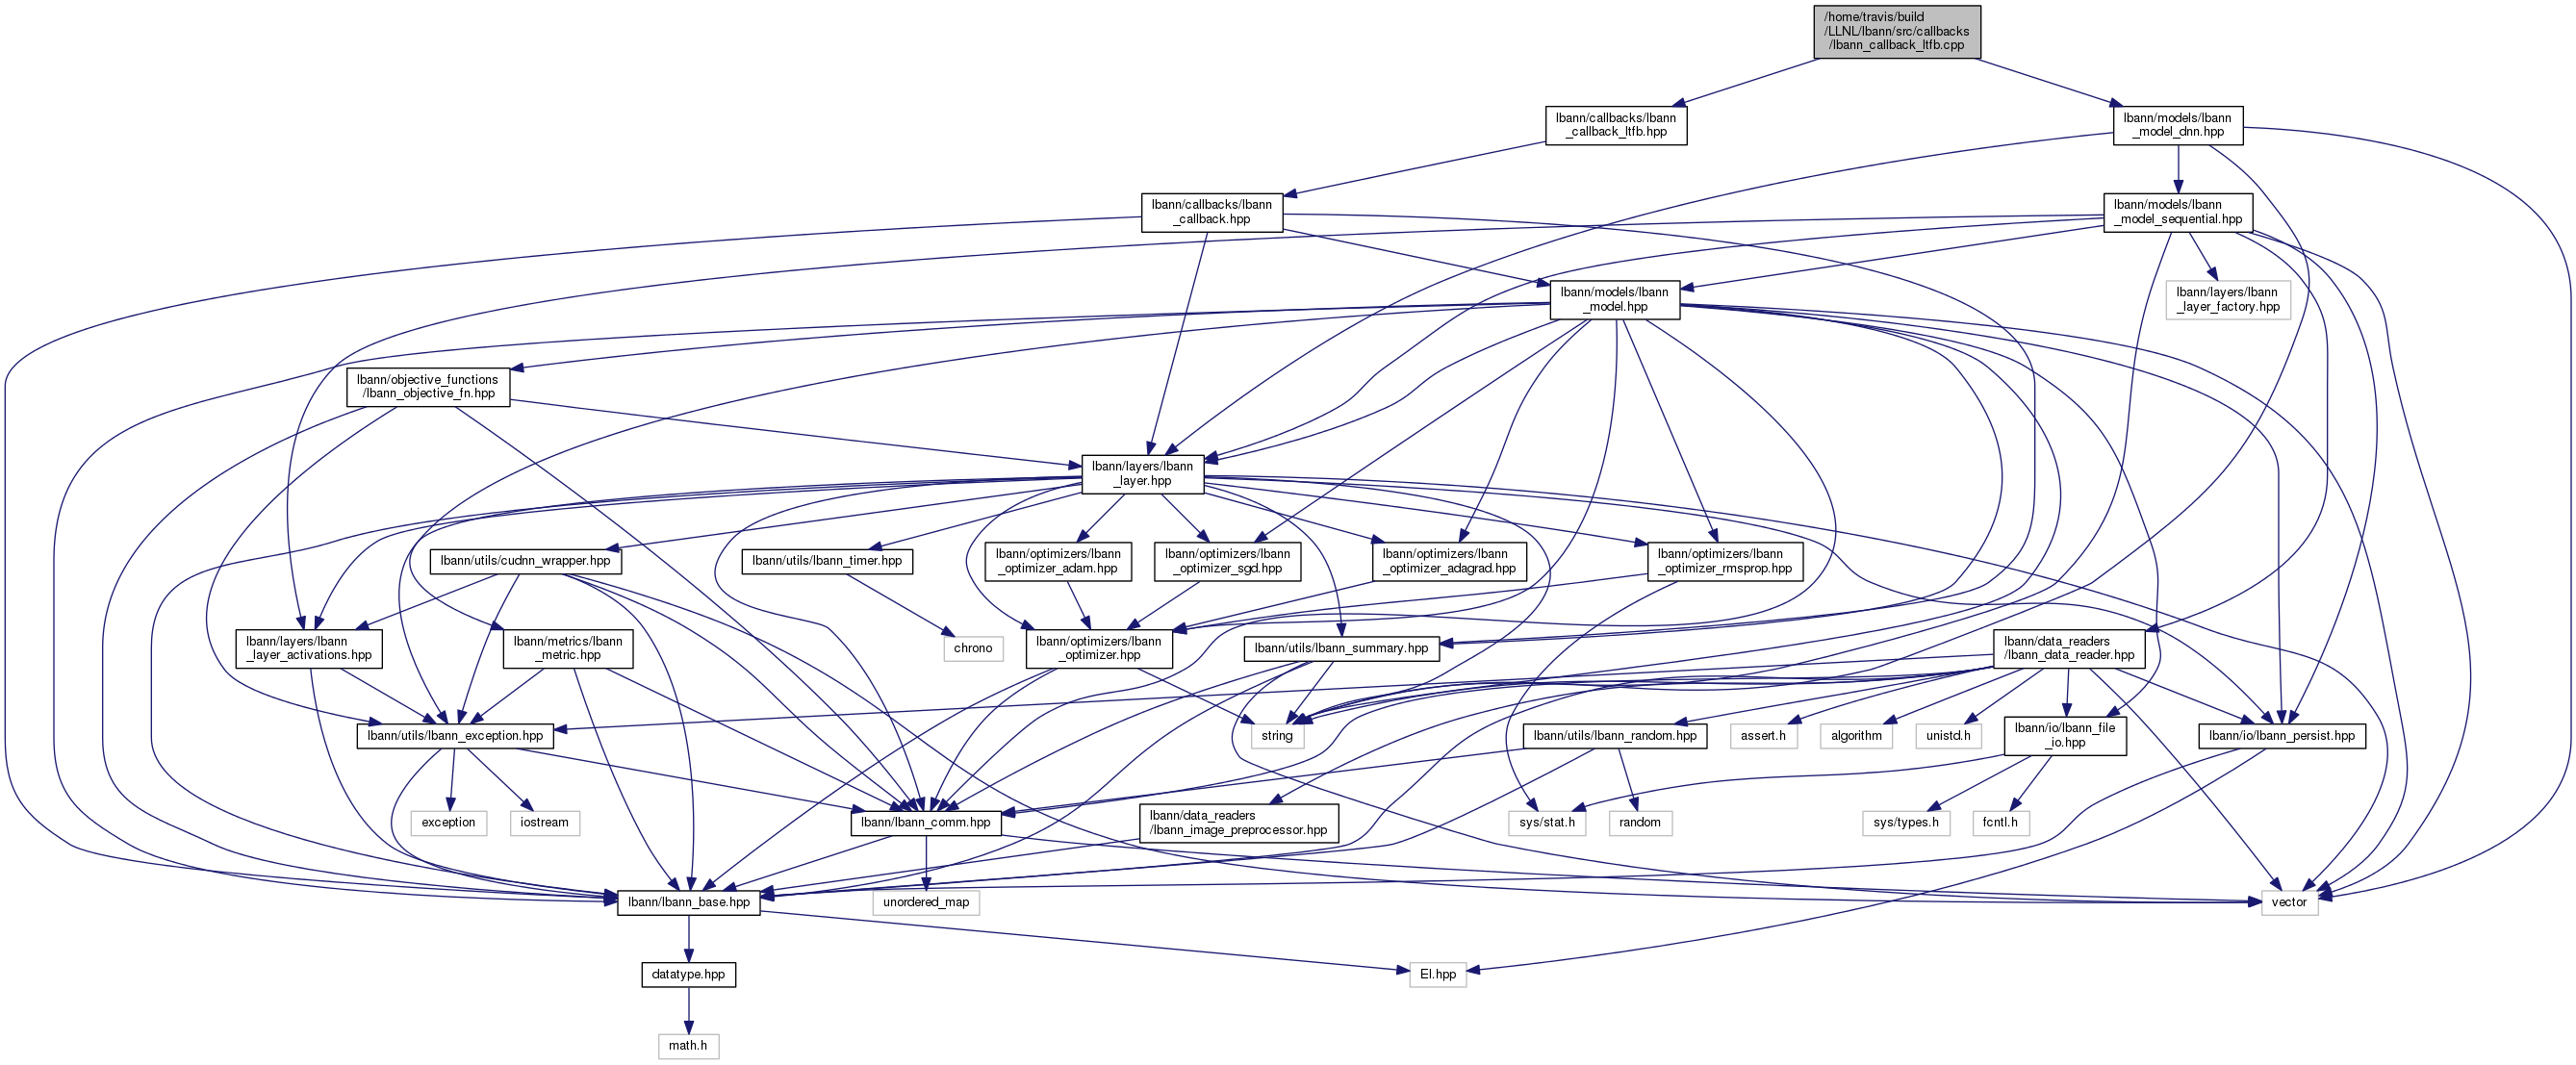 /home/travis/build
/LLNL/lbann/src/callbacks
/lbann_callback_ltfb.cpp
lbann/callbacks/lbann
_callback_ltfb.hpp
lbann/models/lbann
_model_dnn.hpp
lbann/callbacks/lbann
_callback.hpp
lbann/models/lbann
_model_sequential.hpp
lbann/models/lbann
_model.hpp
lbann/layers/lbann
_layer_factory.hpp
lbann/objective_functions
/lbann_objective_fn.hpp
lbann/layers/lbann
_layer.hpp
lbann/utils/cudnn_wrapper.hpp
lbann/utils/lbann_timer.hpp
lbann/optimizers/lbann
_optimizer_adam.hpp
lbann/optimizers/lbann
_optimizer_sgd.hpp
lbann/optimizers/lbann
_optimizer_adagrad.hpp
lbann/optimizers/lbann
_optimizer_rmsprop.hpp
lbann/layers/lbann
_layer_activations.hpp
lbann/metrics/lbann
_metric.hpp
chrono
lbann/optimizers/lbann
_optimizer.hpp
lbann/utils/lbann_summary.hpp
lbann/data_readers
/lbann_data_reader.hpp
lbann/utils/lbann_exception.hpp
string
lbann/utils/lbann_random.hpp
assert.h
algorithm
unistd.h
lbann/io/lbann_file
_io.hpp
lbann/io/lbann_persist.hpp
exception
iostream
lbann/lbann_comm.hpp
lbann/data_readers
/lbann_image_preprocessor.hpp
sys/stat.h
random
sys/types.h
fcntl.h
lbann/lbann_base.hpp
unordered_map
vector
datatype.hpp
El.hpp
math.h